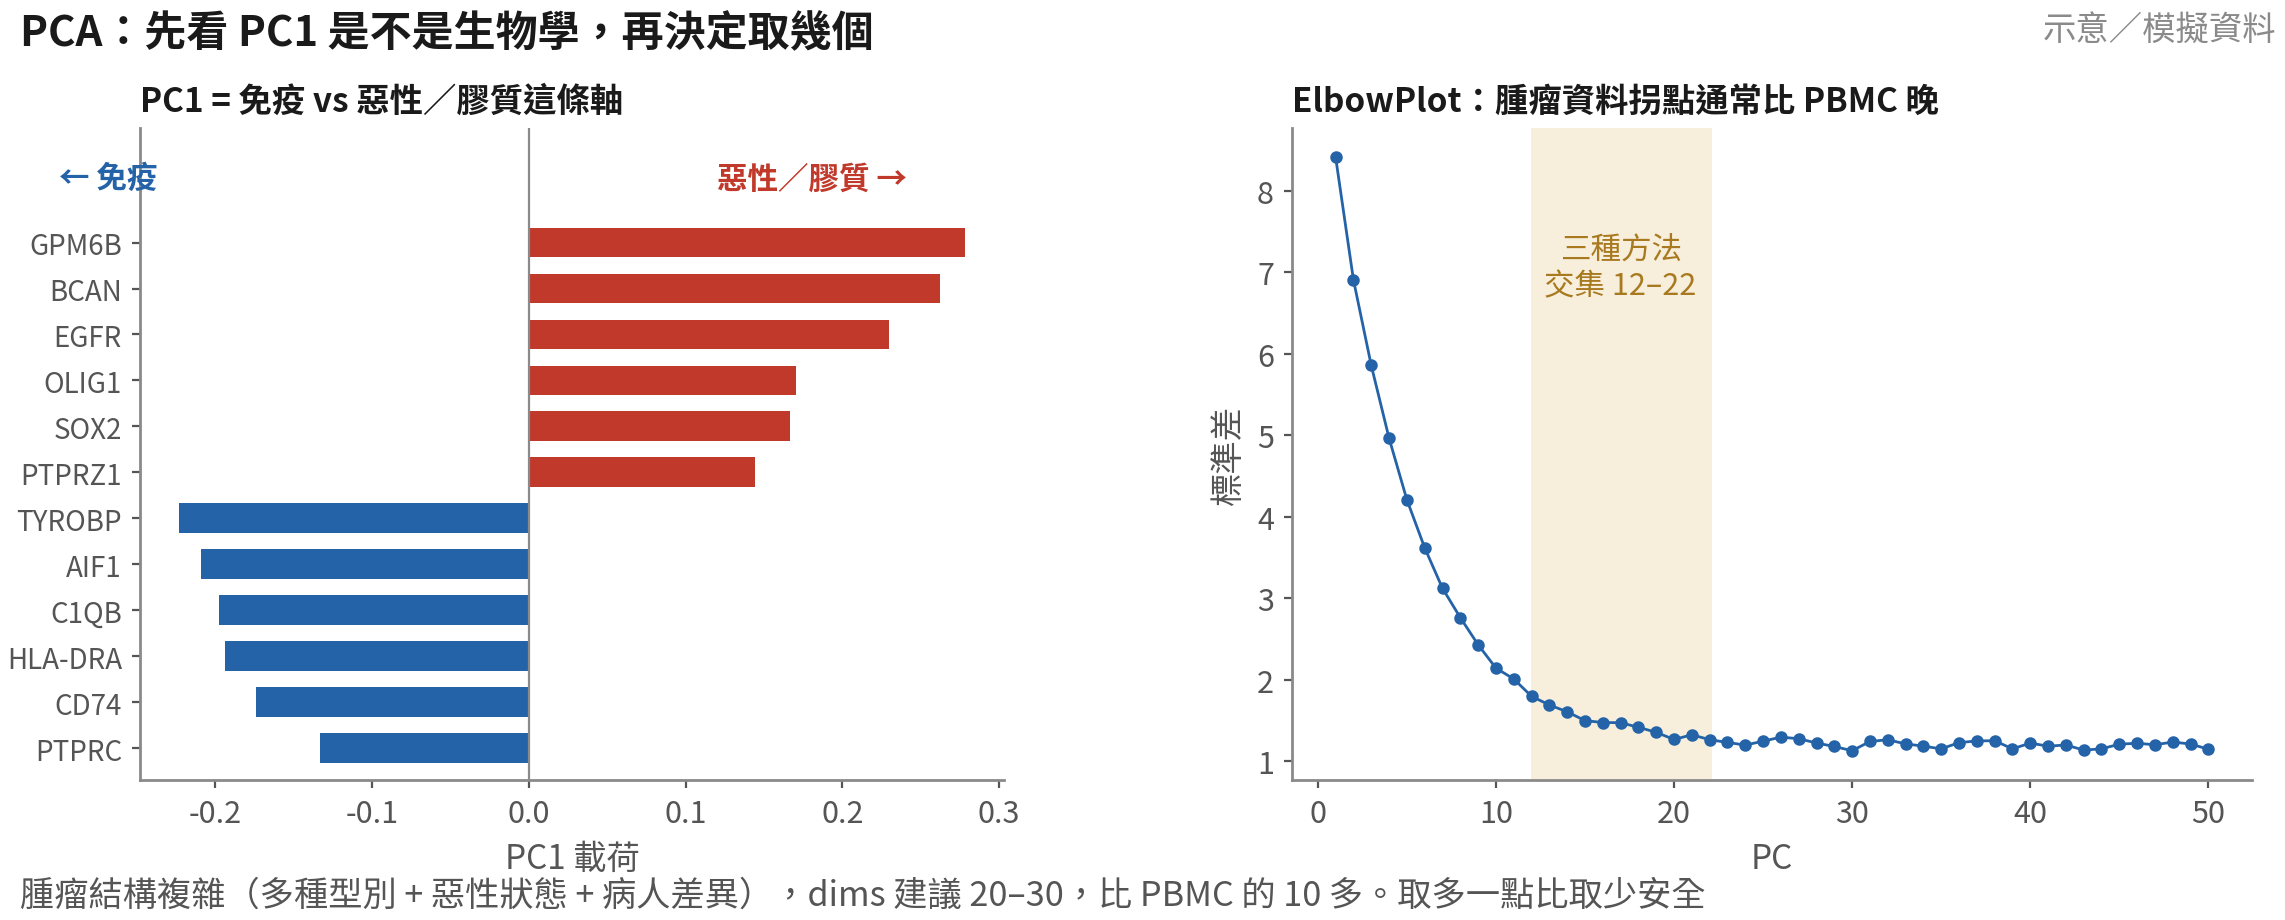 PCA：先看 PC1 是不是生物學，再決定取幾個
示意／模擬資料
PC1 = 免疫 vs 惡性／膠質這條軸
← 免疫
惡性／膠質 →
GPM6B
BCAN
EGFR
OLIG1
SOX2
PTPRZ1
TYROBP
AIF1
C1QB
HLA-DRA
CD74
PTPRC
-0.2 -0.1 0.0 0.1 0.2 0.3
PC1 載荷
ElbowPlot：腫瘤資料拐點通常比 PBMC 晚
三種方法
交集 12–22
標準差
8
7
6
5
4
3
2
1
0 10 20 30 40 50
PC
腫瘤結構複雜（多種型別 + 惡性狀態 + 病人差異），dims 建議 20–30，比 PBMC 的 10 多。取多一點比取少安全